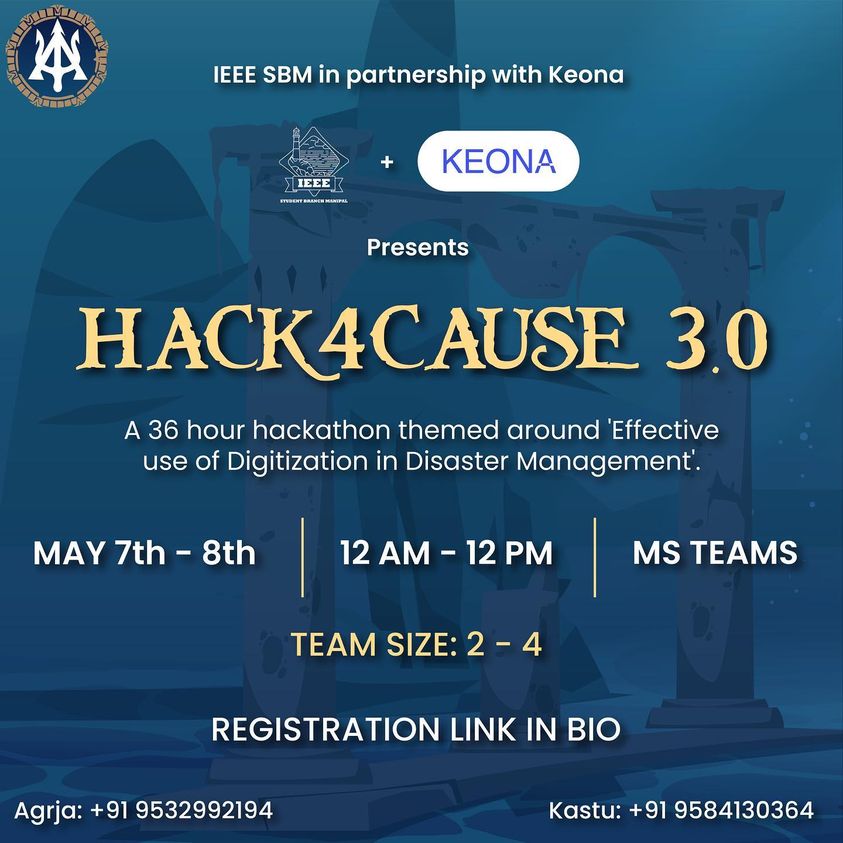 IEEE SBM in partnership with Keona
IEEE
STUDENT BRANCH MANIPAL
+
KEONA
Presents
HACK4CAUSE 3.0
A 36 hour hackathon themed around 'Effective
use of Digitization in Disaster Management'.
MAY 7th - 8th
12 AM - 12 PM
MS TEAMS
TEAM SIZE: 2 - 4
REGISTRATION LINK IN BIO
Agrja: +91 9532992194
Kastu: +91 9584130364